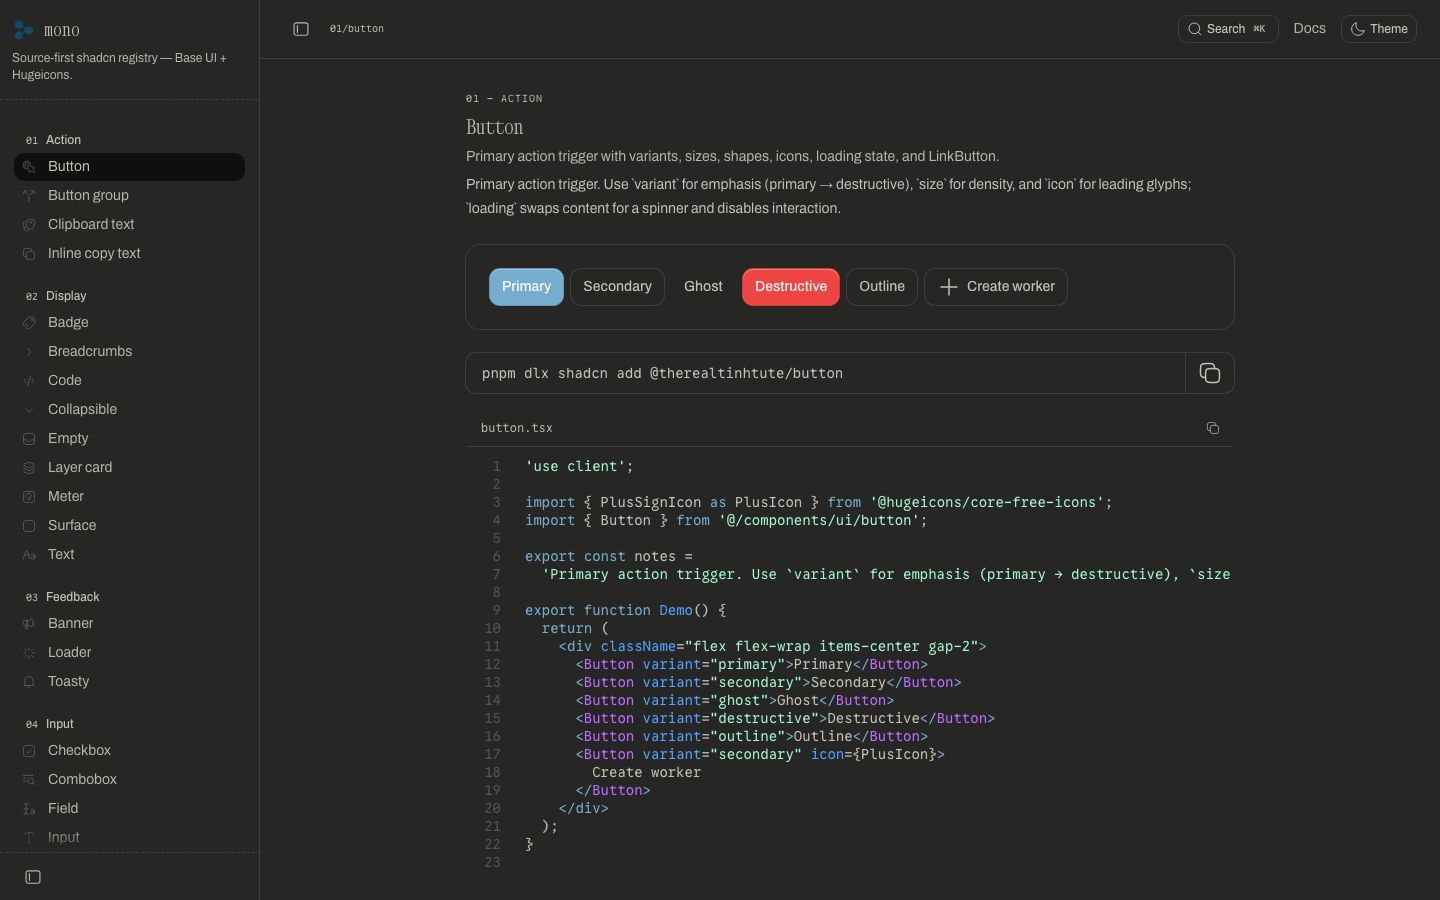 mono
Source-first shadcn registry — Base UI +
Hugeicons.
01 Action
Button
Button group
Clipboard text
Inline copy text
02 Display
Badge
Breadcrumbs
Code
Collapsible
Empty
Layer card
Meter
Surface
Text
03 Feedback
Banner
Loader
Toasty
04 Input
Checkbox
Combobox
Field
Input
01/button
Search ⌘K
Docs
Theme
01 — ACTION
Button
Primary action trigger with variants, sizes, shapes, icons, loading state, and LinkButton.
Primary action trigger. Use `variant` for emphasis (primary → destructive), `size` for density, and `icon` for leading glyphs;
`loading` swaps content for a spinner and disables interaction.
Primary Secondary Ghost Destructive Outline Create worker
pnpm dlx shadcn add @therealtinhtute/button
button.tsx
1 'use client';
2
3 import { PlusSignIcon as PlusIcon } from '@hugeicons/core-free-icons';
4 import { Button } from '@/components/ui/button';
5
6 export const notes =
7   'Primary action trigger. Use `variant` for emphasis (primary → destructive), `size
8
9 export function Demo() {
10   return (
11     <div className="flex flex-wrap items-center gap-2">
12       <Button variant="primary">Primary</Button>
13       <Button variant="secondary">Secondary</Button>
14       <Button variant="ghost">Ghost</Button>
15       <Button variant="destructive">Destructive</Button>
16       <Button variant="outline">Outline</Button>
17       <Button variant="secondary" icon={PlusIcon}>
18         Create worker
19       </Button>
20     </div>
21   );
22 }
23